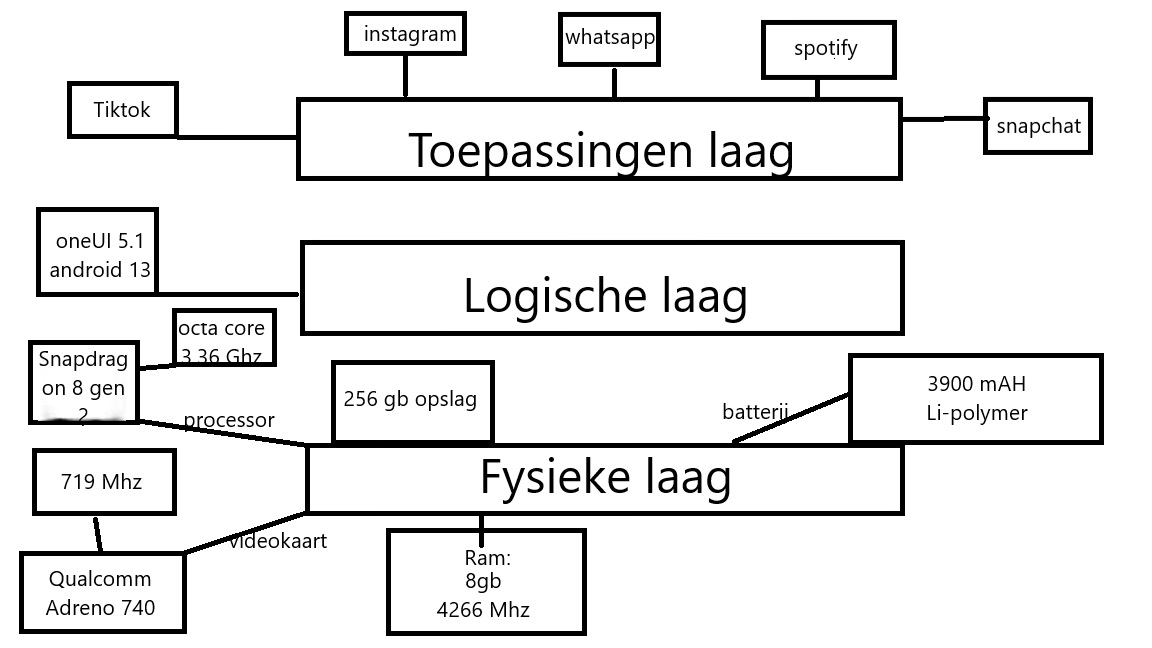 instagram
whatsapp
spotify
Tiktok
snapchat
Toepassingen laag
oneUI 5.1
android 13
Logische laag
octa core
3.36 Ghz
Snapdrag
on 8 gen
2
processor
256 gb opslag
batterij
3900 mAH
Li-polymer
Fysieke laag
719 Mhz
videokaart
Qualcomm
Adreno 740
Ram:
8gb
4266 Mhz